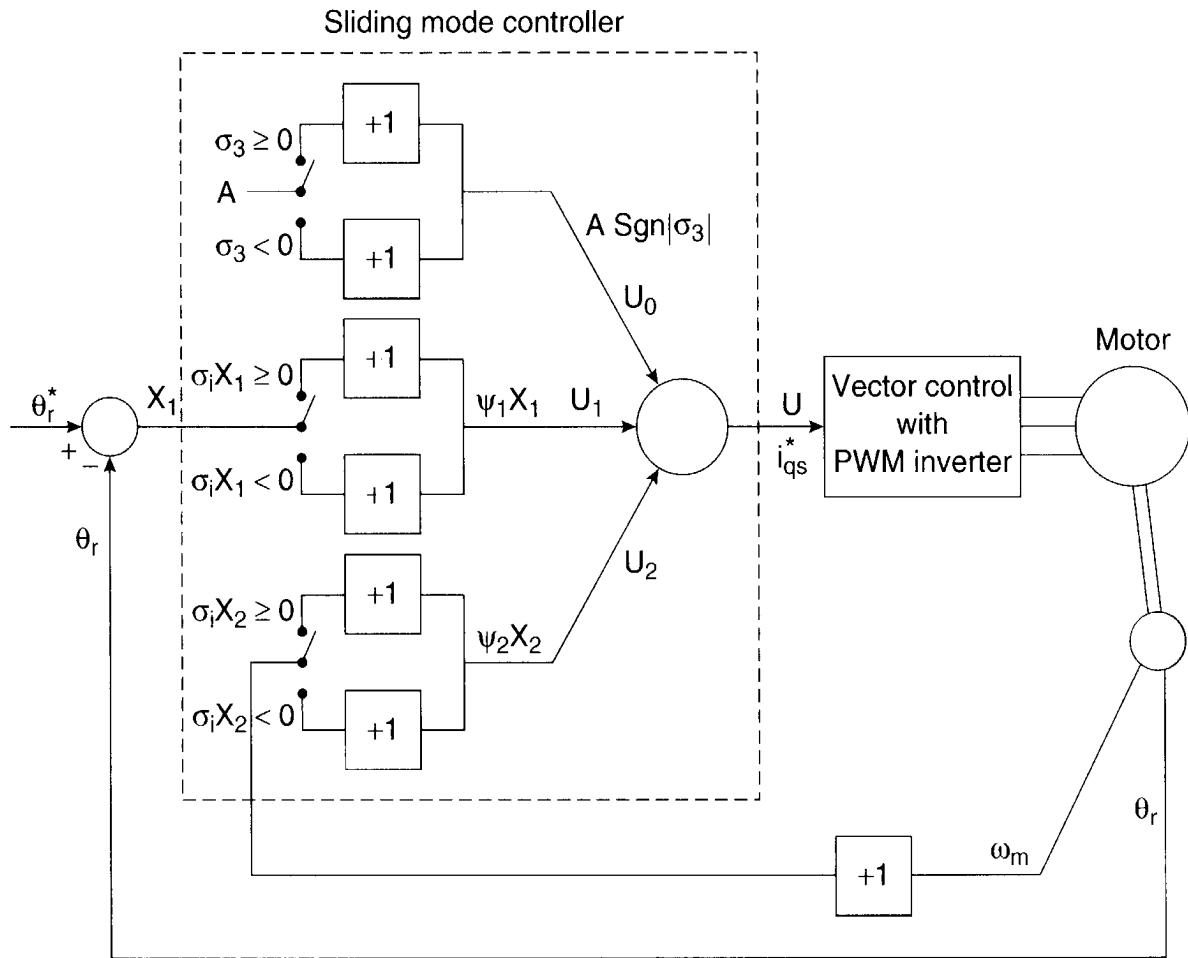 Sliding mode controller
σ3 ≥ 0
+1
A
σ3 < 0
+1
A Sgn|σ3|
U0
σiX1 ≥ 0
+1
θr*
+
−
X1
ψ1X1
U1
σiX1 < 0
+1
U
i*qs
Vector control
with
PWM inverter
Motor
θr
σiX2 ≥ 0
+1
ψ2X2
U2
σiX2 < 0
+1
+1
ωm
θr